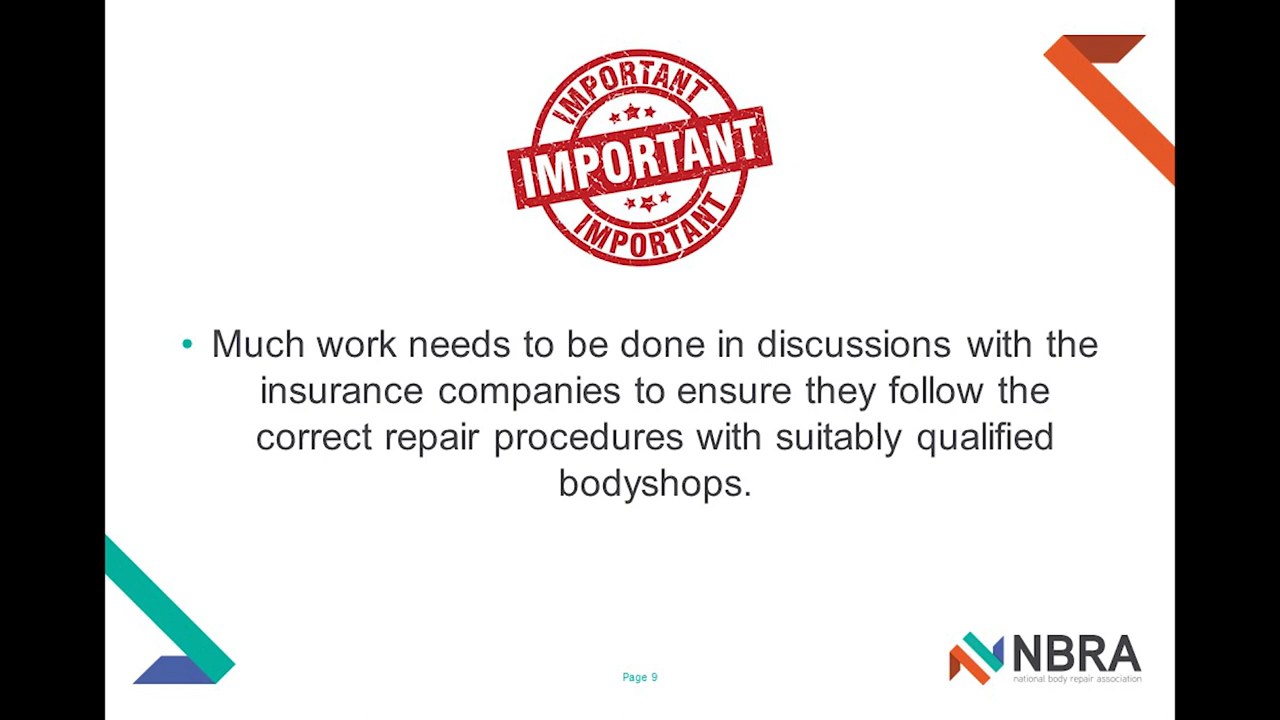 IMPORTANT
IMPORTANT
IMPORTANT
• Much work needs to be done in discussions with the
insurance companies to ensure they follow the
correct repair procedures with suitably qualified
bodyshops.
Page 9
NBRA
national body repair association